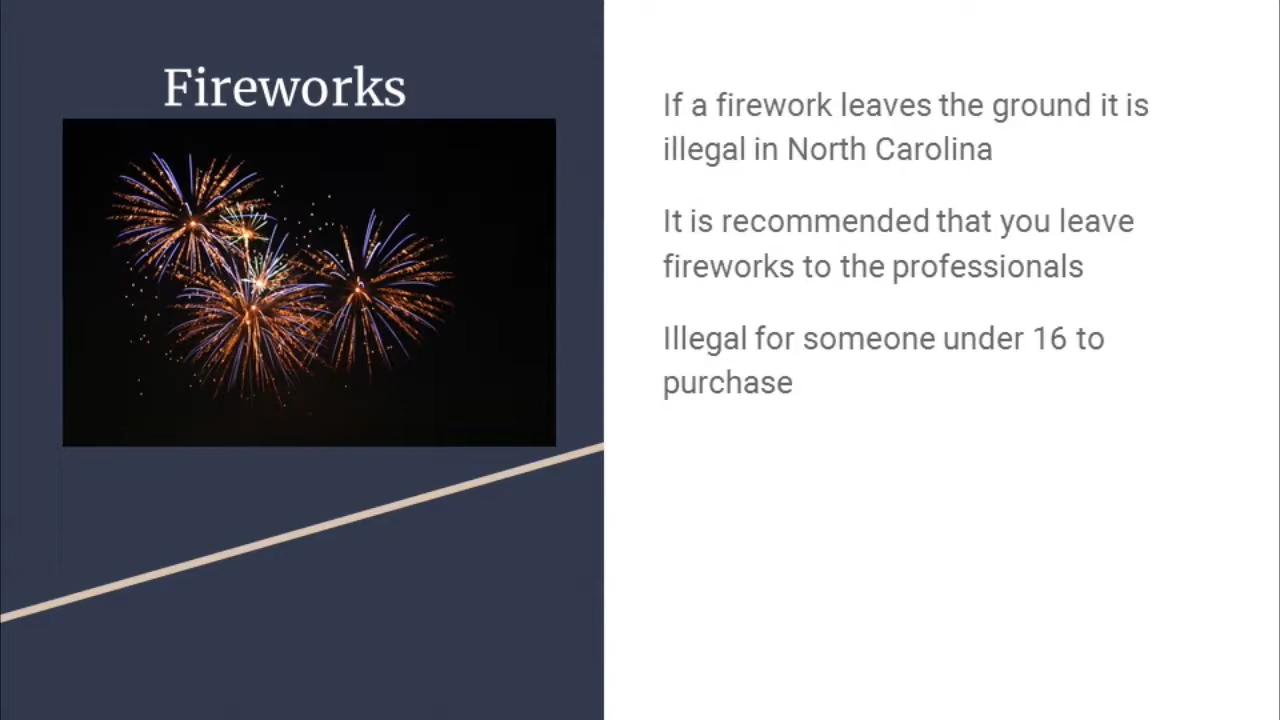 Fireworks
If a firework leaves the ground it is
illegal in North Carolina
It is recommended that you leave
fireworks to the professionals
Illegal for someone under 16 to
purchase